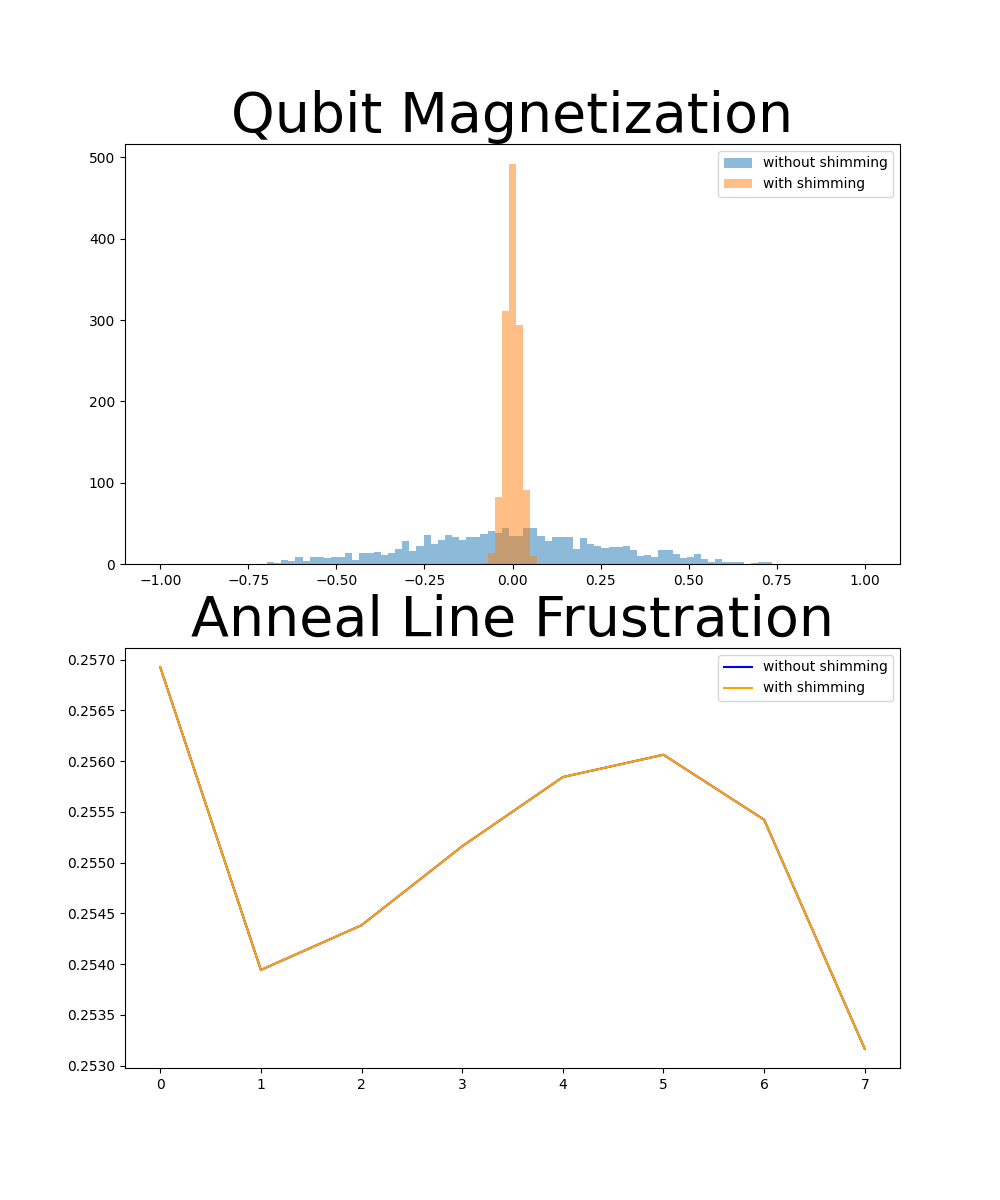 Qubit Magnetization
500
400
300
200
100
0
without shimming
with shimming
−1.00 −0.75 −0.50 −0.25 0.00 0.25 0.50 0.75 1.00
Anneal Line Frustration
0.2570
0.2565
0.2560
0.2555
0.2550
0.2545
0.2540
0.2535
0.2530
without shimming
with shimming
0 1 2 3 4 5 6 7